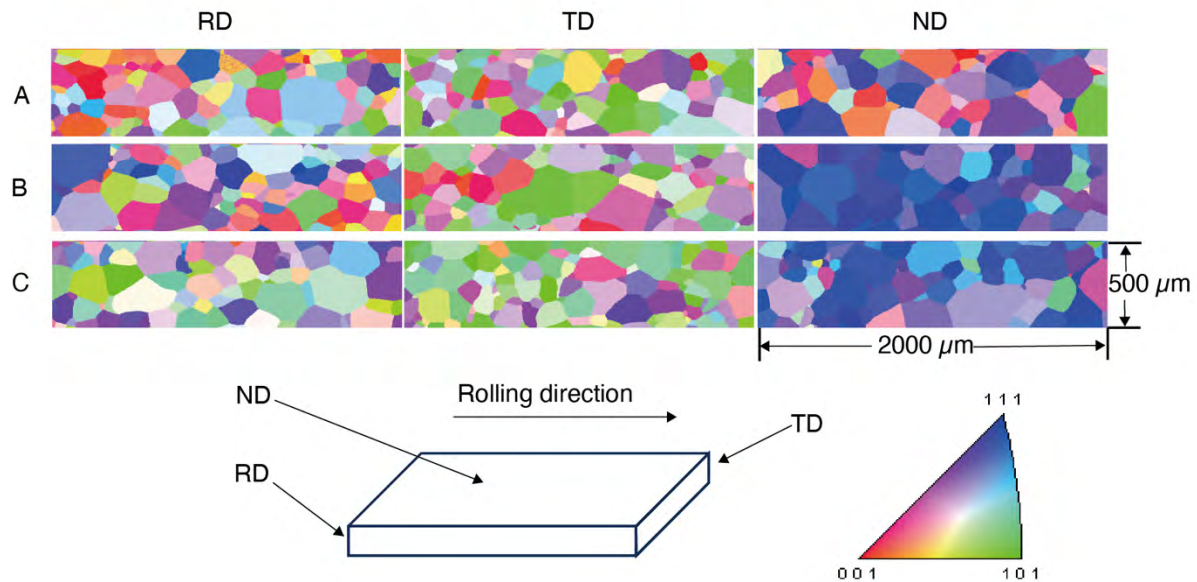 RD TD ND
A
B
C
500 µm
2000 µm
ND
Rolling direction
TD
RD
1 1 1
0 0 1
1 0 1